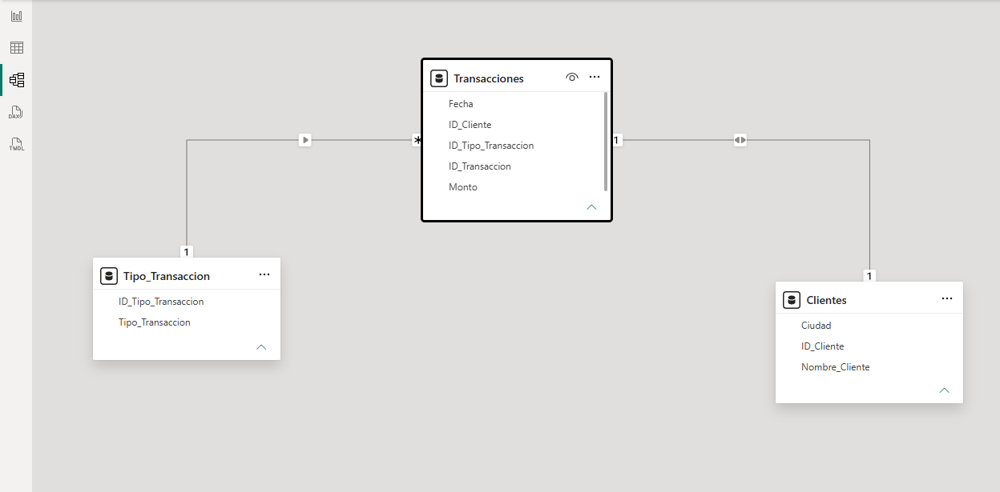 Transacciones
Fecha
ID_Cliente
ID_Tipo_Transaccion
ID_Transaccion
Monto
*
1
1
Tipo_Transaccion
ID_Tipo_Transaccion
Tipo_Transaccion
1
Clientes
Ciudad
ID_Cliente
Nombre_Cliente
DAX
TMDL